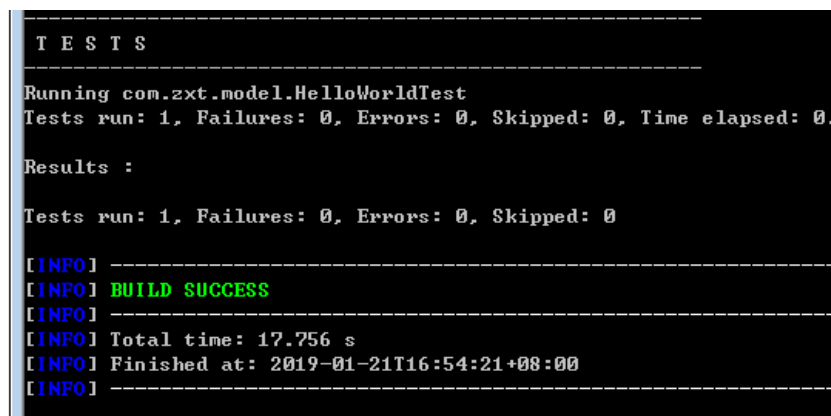 -------------------------------------------------------
T E S T S
-------------------------------------------------------
Running com.zxt.model.HelloWorldTest
Tests run: 1, Failures: 0, Errors: 0, Skipped: 0, Time elapsed: 0.
Results :
Tests run: 1, Failures: 0, Errors: 0, Skipped: 0
[INFO] ----------------------------------------------------------
[INFO] BUILD SUCCESS
[INFO] ----------------------------------------------------------
[INFO] Total time: 17.756 s
[INFO] Finished at: 2019-01-21T16:54:21+08:00
[INFO] ----------------------------------------------------------